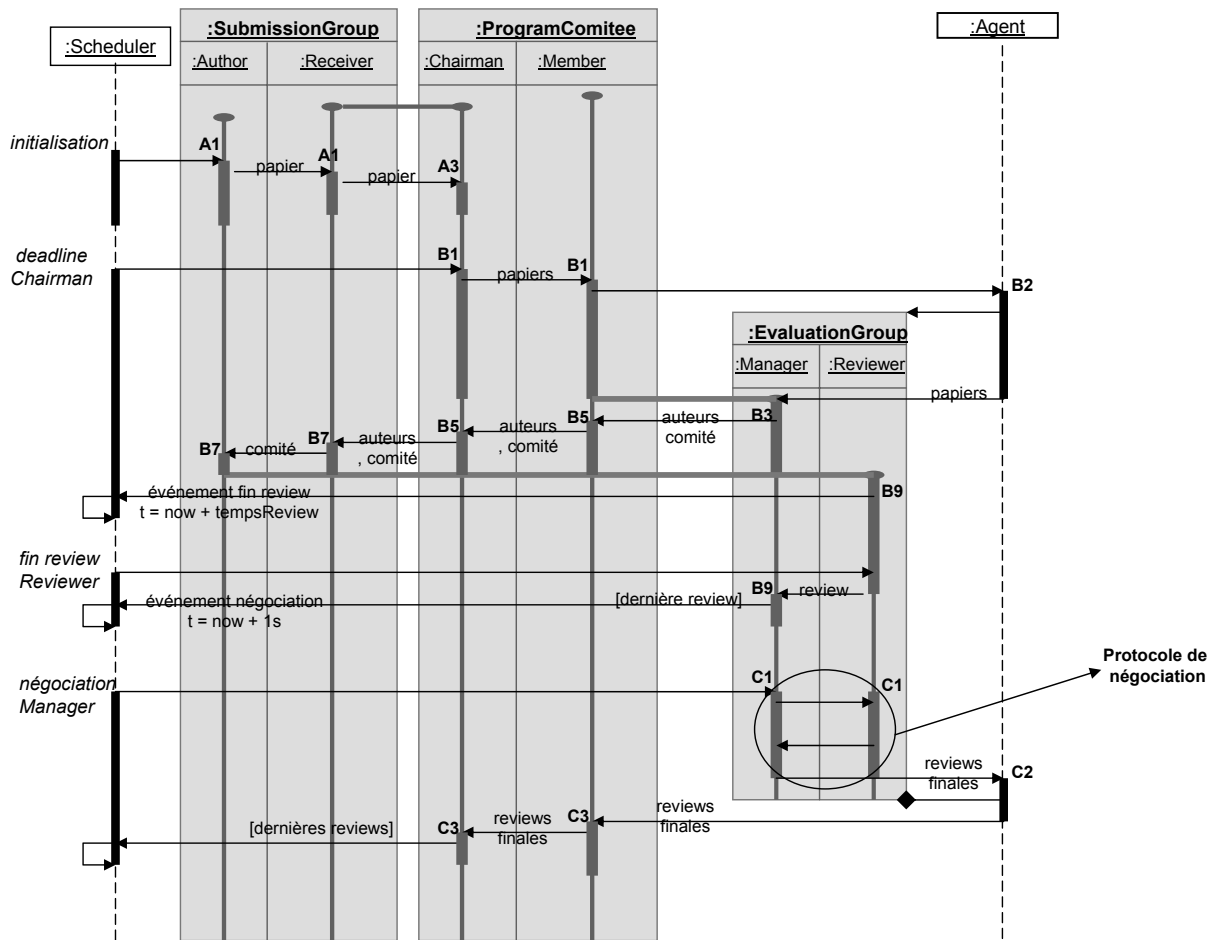 :SubmissionGroup
:ProgramComitee
:Agent
:Scheduler
:Author
:Receiver
:Chairman
:Member
initialisation
A1
papier
A1
papier
A3
deadline
Chairman
B1
papiers
B1
B2
:EvaluationGroup
:Manager
:Reviewer
papiers
B7
comité
B7
auteurs
, comité
B5
auteurs
, comité
B5
auteurs
comité
B3
événement fin review
t = now + tempsReview
B9
fin review
Reviewer
événement négociation
t = now + 1s
[dernière review]
B9
review
négociation
Manager
C1
C1
Protocole de
négociation
reviews
finales
C2
[dernières reviews]
C3
reviews
finales
C3
reviews
finales